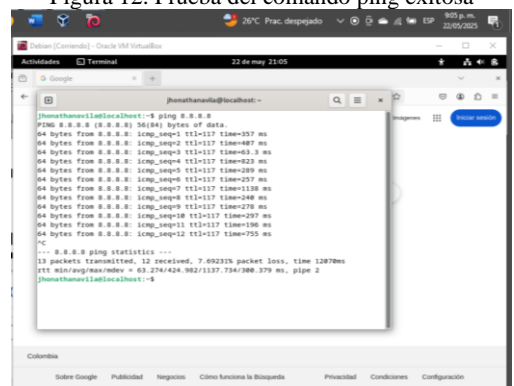 Figura 12. Prueba del comando ping exitosa
26°C Prac. despejado
ESP
9:05 p. m.
22/05/2025
Debian [Corriendo] - Oracle VM VirtualBox
Actividades Terminal 22 de may 21:05
Google
jhonathanavila@localhost:~
jhonathanavila@localhost:~$ ping 8.8.8.8
PING 8.8.8.8 (8.8.8.8) 56(84) bytes of data.
64 bytes from 8.8.8.8: icmp_seq=1 ttl=117 time=357 ms
64 bytes from 8.8.8.8: icmp_seq=2 ttl=117 time=407 ms
64 bytes from 8.8.8.8: icmp_seq=3 ttl=117 time=63.3 ms
64 bytes from 8.8.8.8: icmp_seq=4 ttl=117 time=823 ms
64 bytes from 8.8.8.8: icmp_seq=5 ttl=117 time=289 ms
64 bytes from 8.8.8.8: icmp_seq=6 ttl=117 time=257 ms
64 bytes from 8.8.8.8: icmp_seq=7 ttl=117 time=1138 ms
64 bytes from 8.8.8.8: icmp_seq=8 ttl=117 time=240 ms
64 bytes from 8.8.8.8: icmp_seq=9 ttl=117 time=278 ms
64 bytes from 8.8.8.8: icmp_seq=10 ttl=117 time=297 ms
64 bytes from 8.8.8.8: icmp_seq=11 ttl=117 time=196 ms
64 bytes from 8.8.8.8: icmp_seq=12 ttl=117 time=755 ms
^C
--- 8.8.8.8 ping statistics ---
13 packets transmitted, 12 received, 7.69231% packet loss, time 12070ms
rtt min/avg/max/mdev = 63.274/424.982/1137.734/300.379 ms, pipe 2
jhonathanavila@localhost:~$
Imágenes
Iniciar sesión
Colombia
Sobre Google Publicidad Negocios Cómo funciona la Búsqueda Privacidad Condiciones Configuración